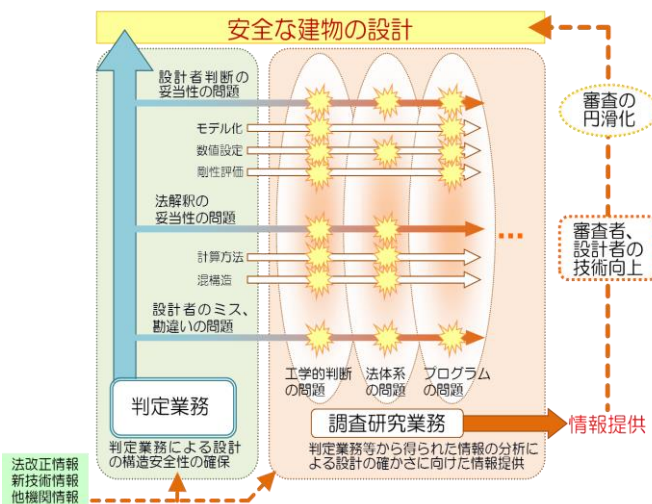 安全な建物の設計
設計者判断の
妥当性の問題
モデル化
数値設定
剛性評価
法解釈の
妥当性の問題
計算方法
混構造
設計者のミス、
勘違いの問題
工学的判断
の問題
法体系
の問題
プログラム
の問題
…
判定業務
判定業務による設計
の構造安全性の確保
調査研究業務
判定業務等から得られた情報の分析に
よる設計の確かさに向けた情報提供
審査の
円滑化
審査者、
設計者の
技術向上
情報提供
法改正情報
新技術情報
他機関情報